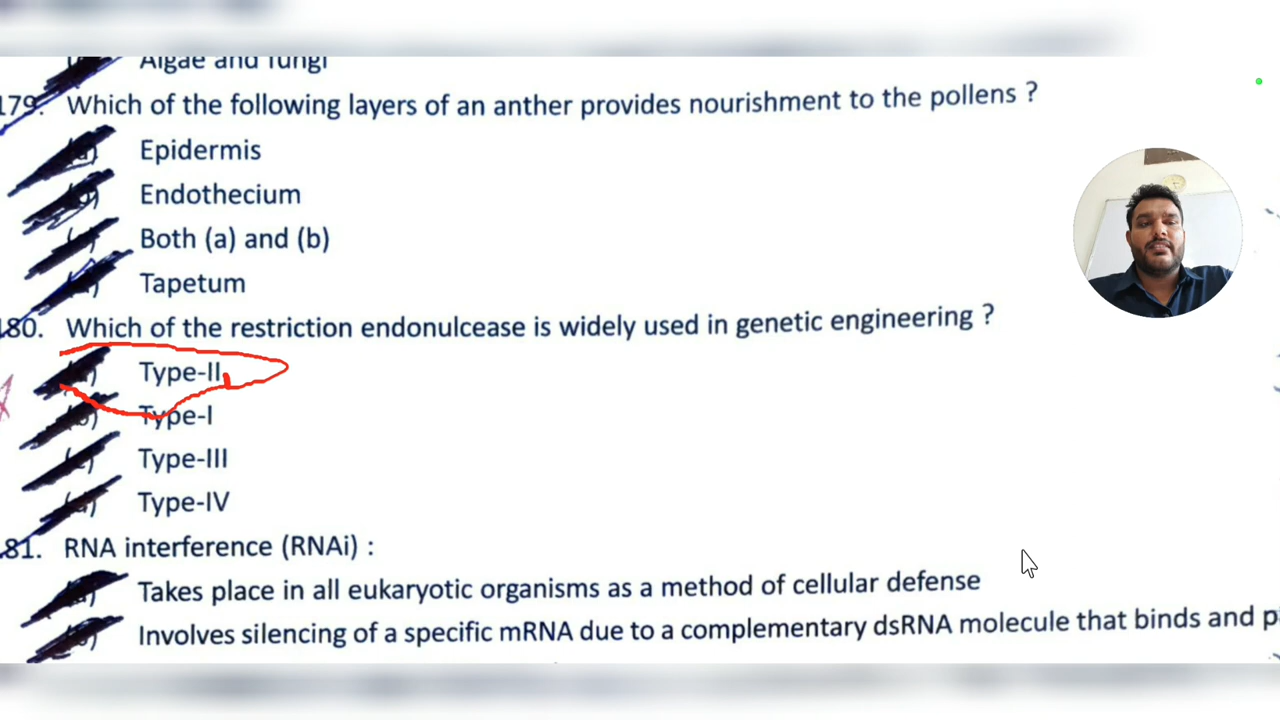 Algae and fungi
179. Which of the following layers of an anther provides nourishment to the pollens ?
Epidermis
Endothecium
Both (a) and (b)
Tapetum
80. Which of the restriction endonulcease is widely used in genetic engineering ?
Type-II
Type-I
Type-III
Type-IV
81. RNA interference (RNAi) :
Takes place in all eukaryotic organisms as a method of cellular defense
Involves silencing of a specific mRNA due to a complementary dsRNA molecule that binds and